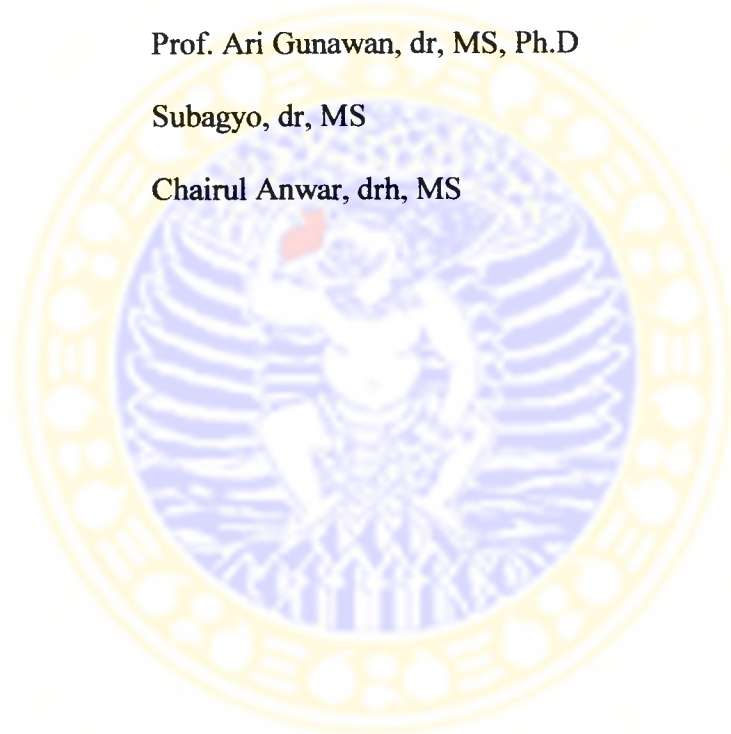 Prof. Ari Gunawan, dr, MS, Ph.D
Subagyo, dr, MS
Chairul Anwar, drh, MS